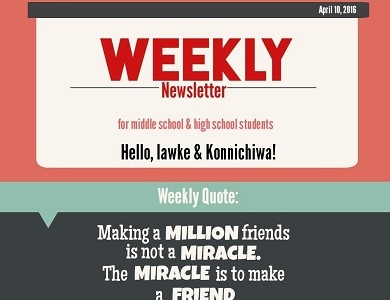 April 10, 2016
WEEKLY
Newsletter
for middle school & high school students
Hello, Iawke & Konnichiwa!
Weekly Quote:
Making a MILLION friends
is not a MIRACLE.
The MIRACLE is to make
a FRIEND